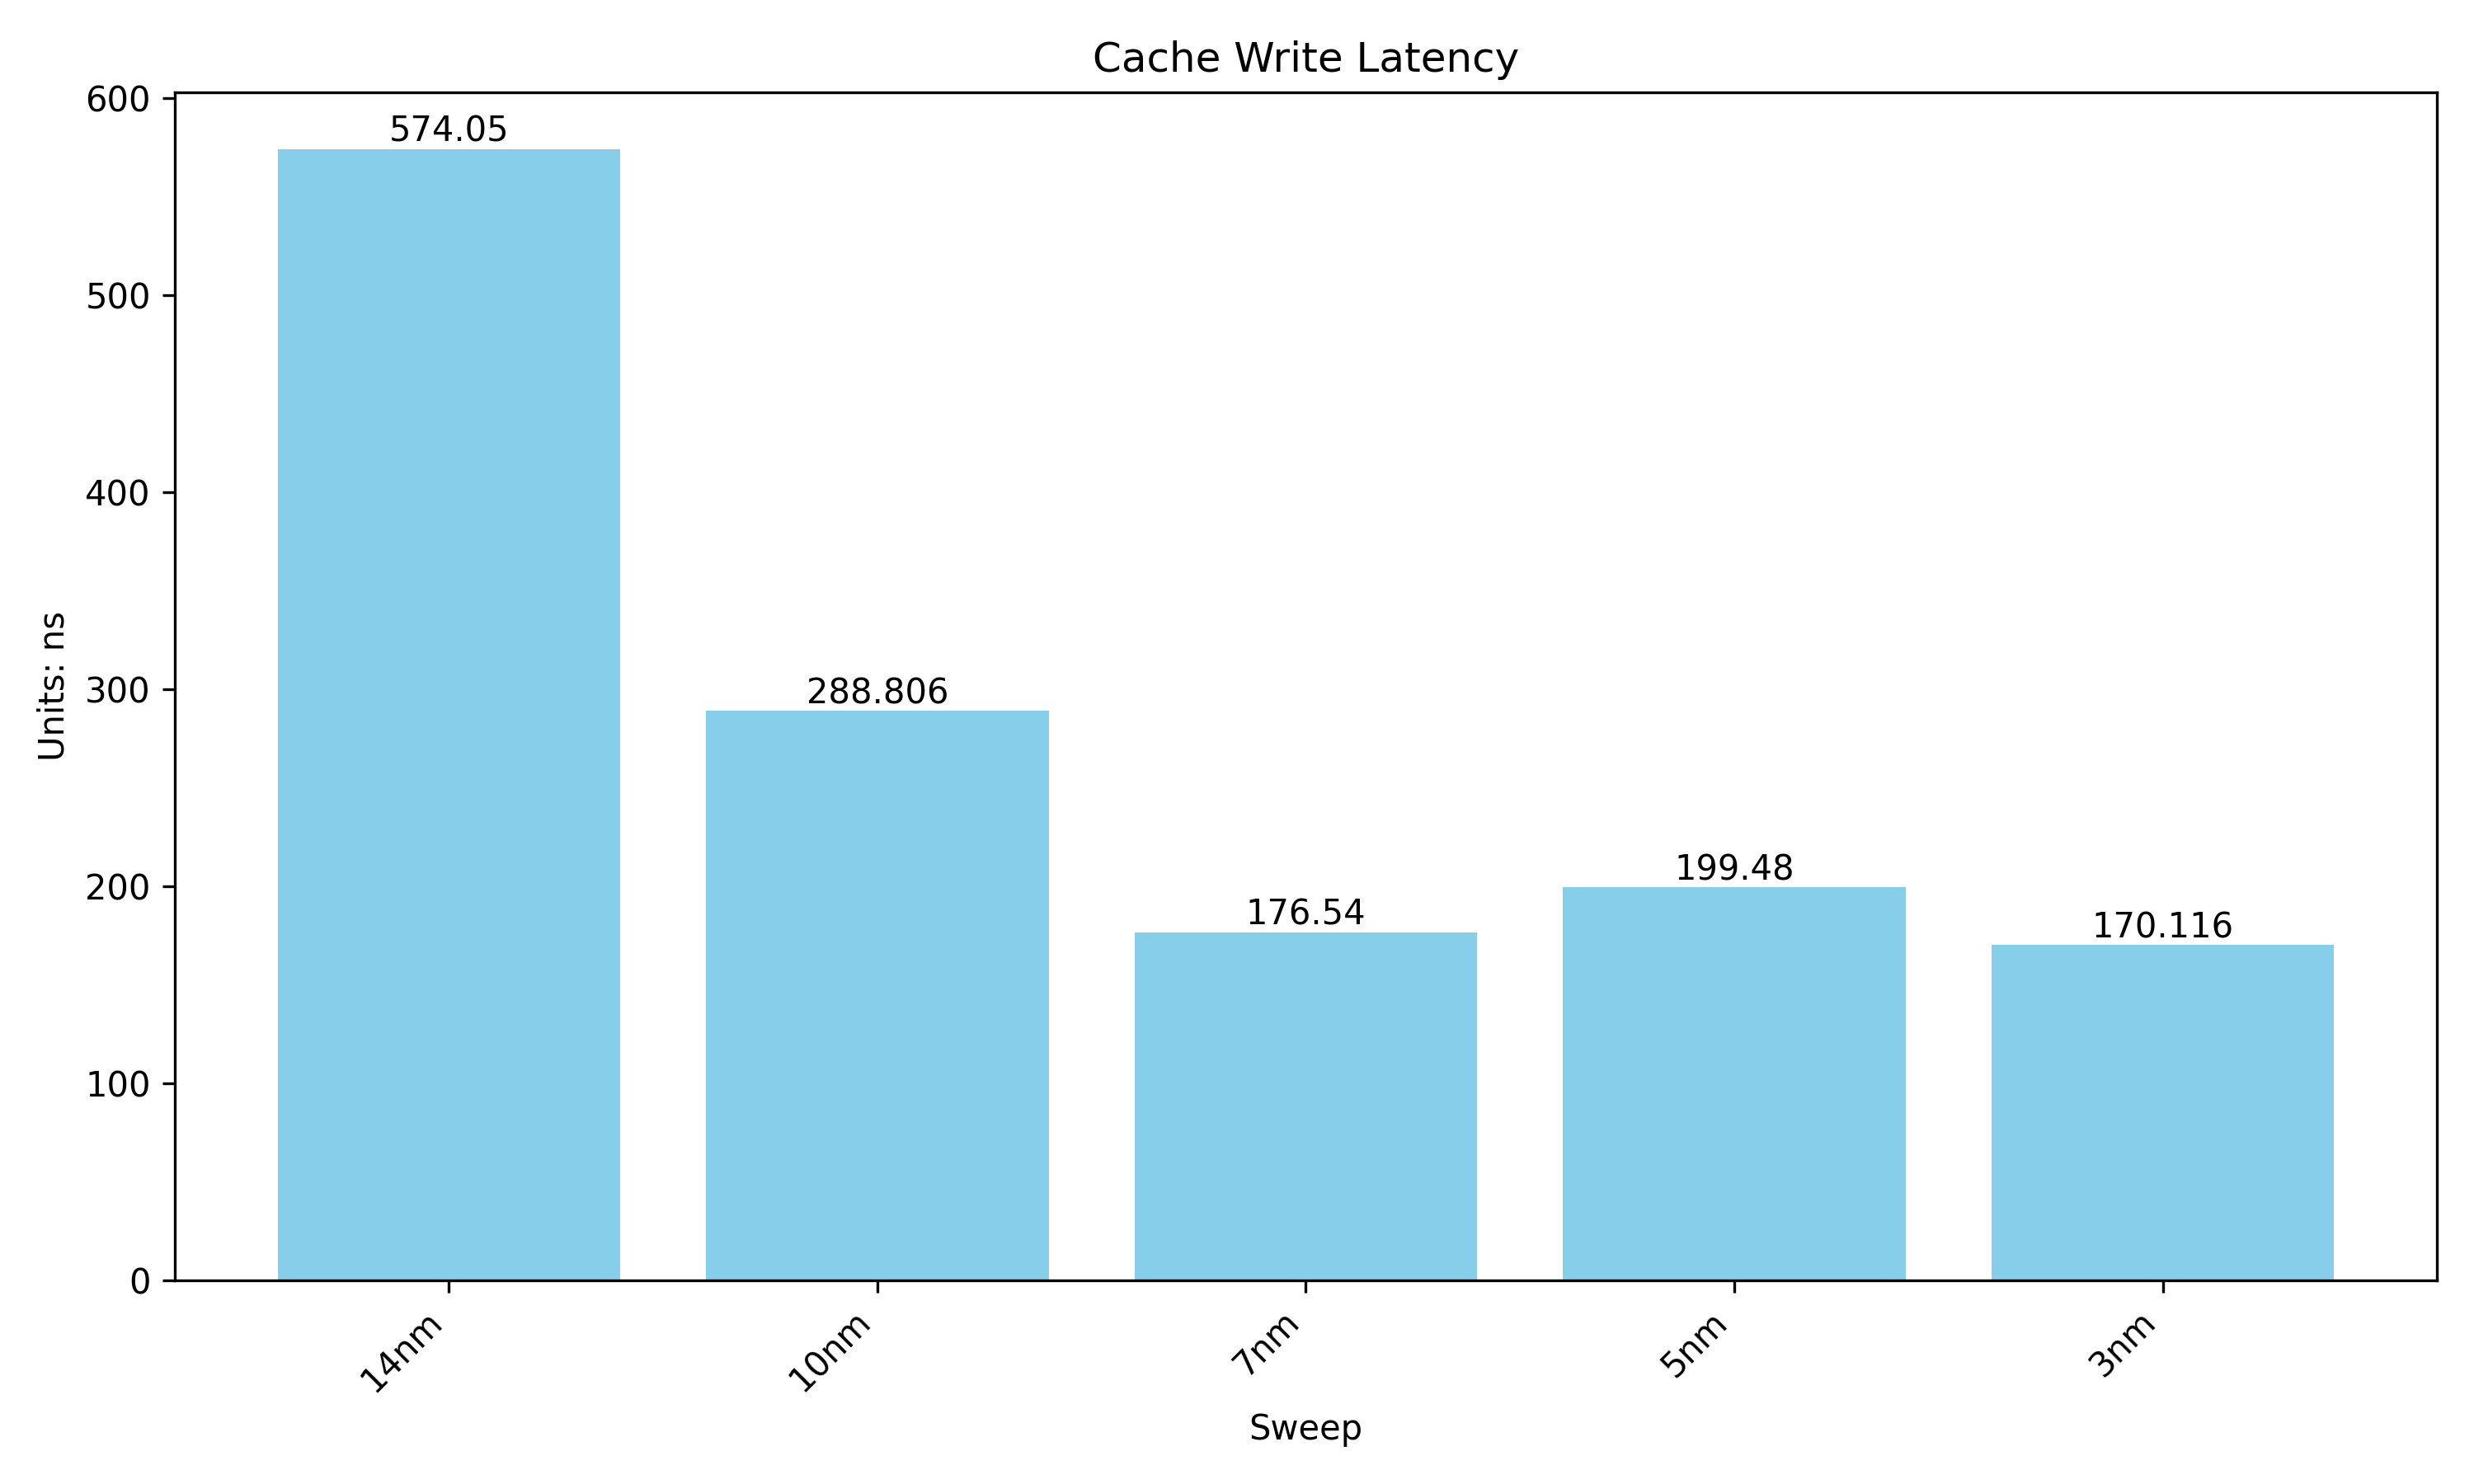 Cache Write Latency
600
500
400
300
200
100
0
Units: ns
574.05
288.806
176.54
199.48
170.116
14nm
10nm
7nm
5nm
3nm
Sweep